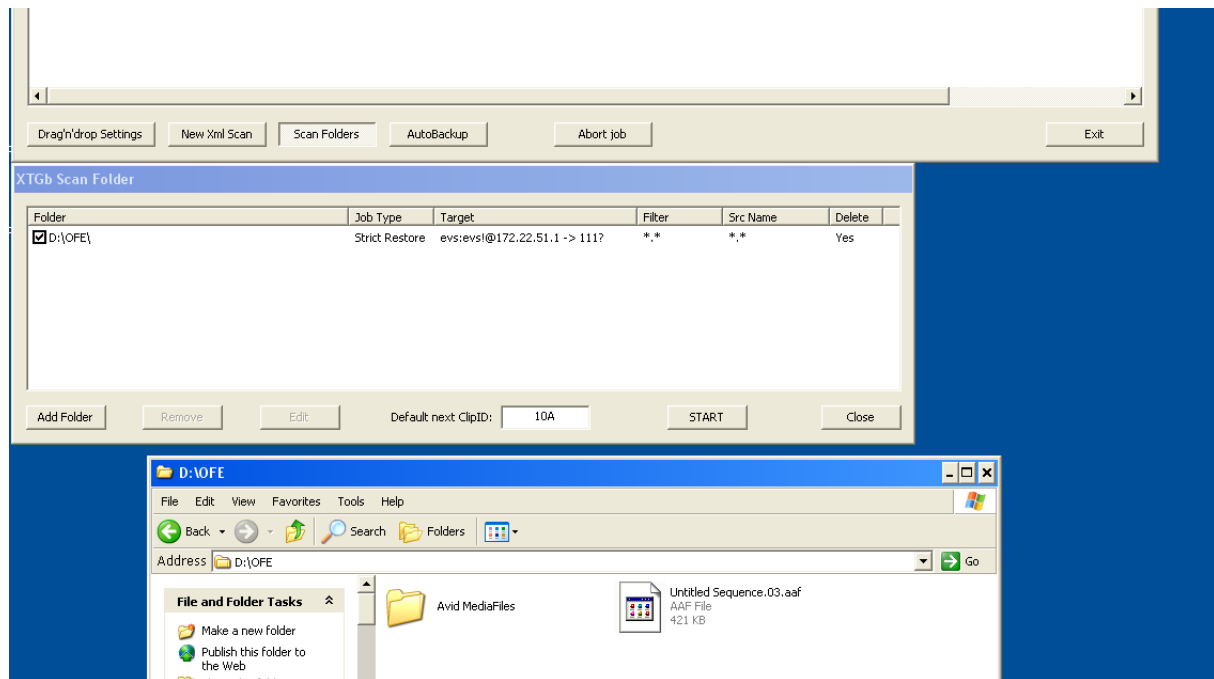 Drag'n'drop Settings New Xml Scan Scan Folders AutoBackup Abort job Exit
XTGb Scan Folder
Folder Job Type Target Filter Src Name Delete
D:\OFE\ Strict Restore evs:evs!@172.22.51.1 -> 111? *.* *.* Yes
Add Folder Remove Edit Default next ClipID: 10A START Close
D:\OFE
File Edit View Favorites Tools Help
Back Search Folders
Address D:\OFE Go
File and Folder Tasks
Make a new folder
Publish this folder to
the Web
Avid MediaFiles
Untitled Sequence.03.aaf
AAF File
421 KB